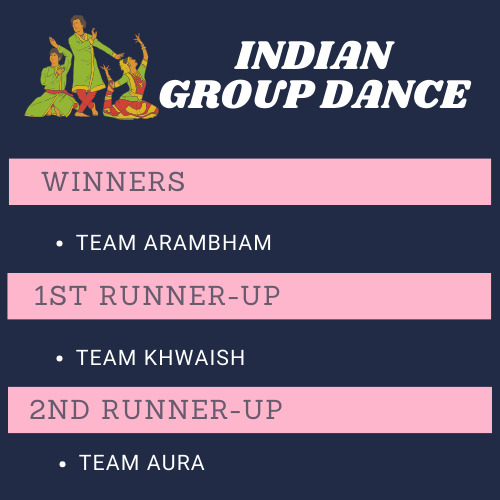 INDIAN
GROUP DANCE
WINNERS
• TEAM ARAMBHAM
1ST RUNNER-UP
• TEAM KHWAISH
2ND RUNNER-UP
• TEAM AURA